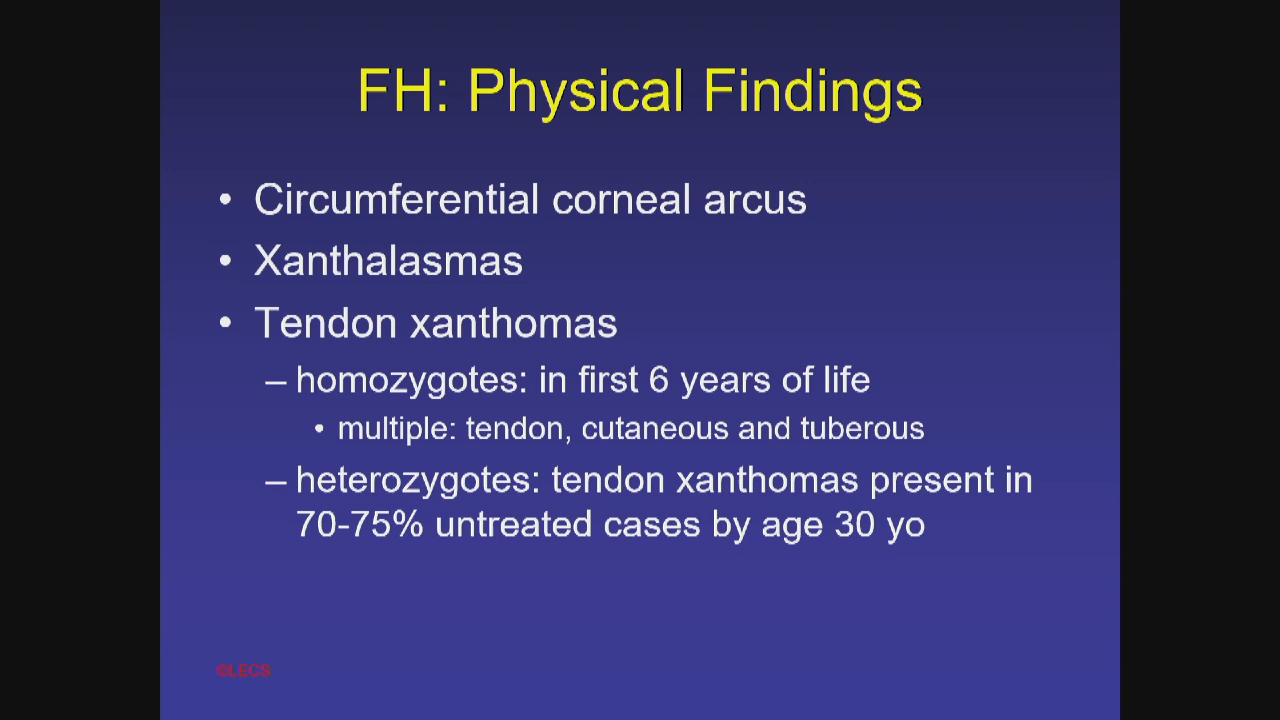 FH: Physical Findings
• Circumferential corneal arcus
• Xanthalasmas
• Tendon xanthomas
– homozygotes: in first 6 years of life
• multiple: tendon, cutaneous and tuberous
– heterozygotes: tendon xanthomas present in
70-75% untreated cases by age 30 yo
©LECS